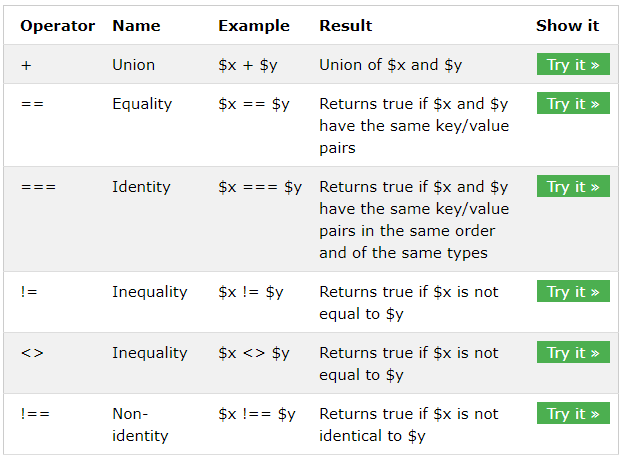 Operator Name Example Result Show it
+ Union $x + $y Union of $x and $y Try it »
== Equality $x == $y Returns true if $x and $y Try it »
have the same key/value
pairs
=== Identity $x === $y Returns true if $x and $y Try it »
have the same key/value
pairs in the same order
and of the same types
!= Inequality $x != $y Returns true if $x is not Try it »
equal to $y
<> Inequality $x <> $y Returns true if $x is not Try it »
equal to $y
!== Non- $x !== $y Returns true if $x is not Try it »
identity identical to $y